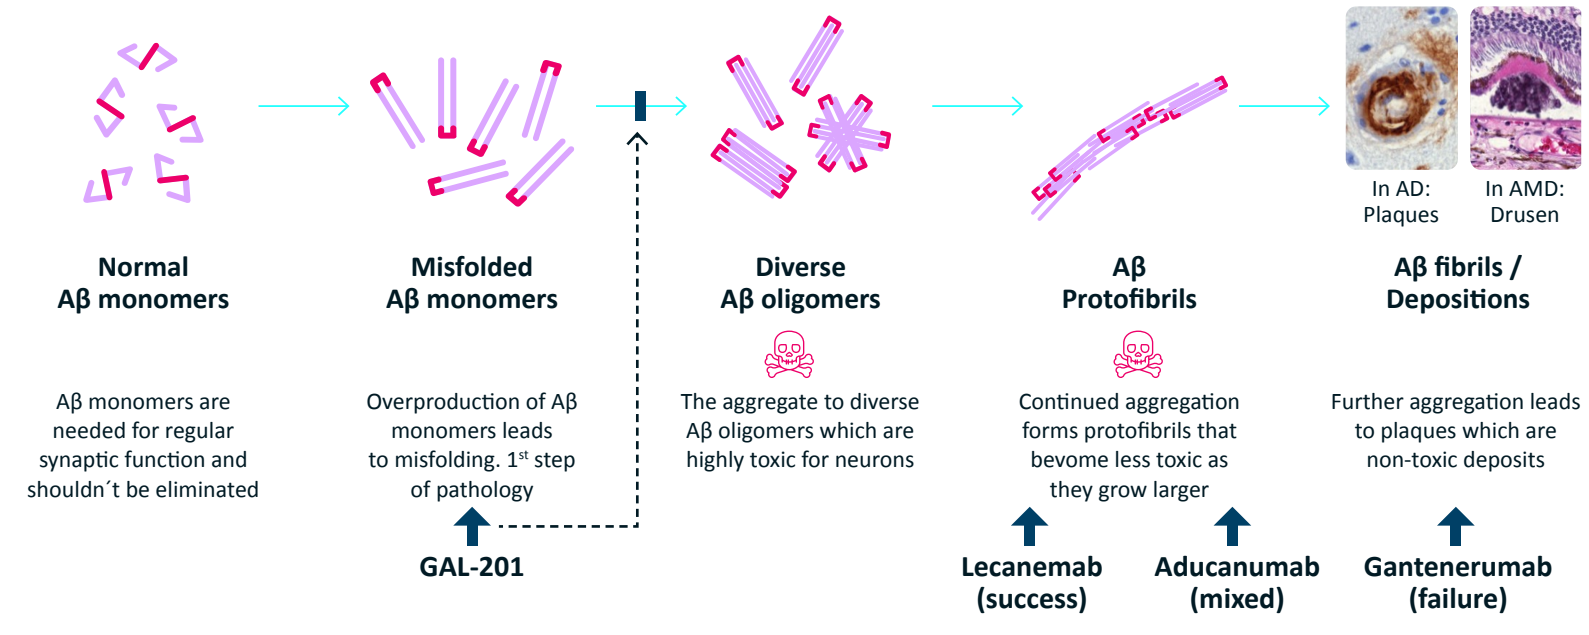 In AD:
Plaques
In AMD:
Drusen
Normal
Aβ monomers
Misfolded
Aβ monomers
Diverse
Aβ oligomers
Aβ
Protofibrils
Aβ fibrils /
Depositions
Aβ monomers are
needed for regular
synaptic function and
shouldn´t be eliminated
Overproduction of Aβ
monomers leads
to misfolding. 1st step
of pathology
The aggregate to diverse
Aβ oligomers which are
highly toxic for neurons
Continued aggregation
forms protofibrils that
bevome less toxic as
they grow larger
Further aggregation leads
to plaques which are
non-toxic deposits
GAL-201
Lecanemab
(success)
Aducanumab
(mixed)
Gantenerumab
(failure)